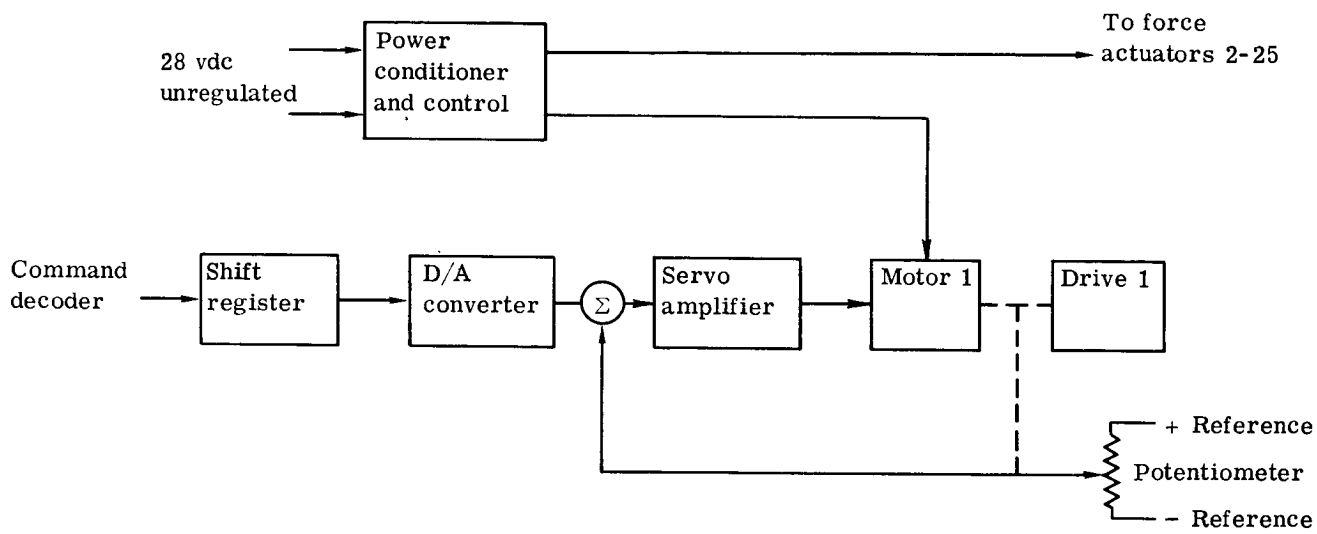 Power
conditioner
and control
28 vdc
unregulated
To force
actuators 2-25
Command
decoder
Shift
register
D/A
converter
Σ
Servo
amplifier
Motor 1
Drive 1
+ Reference
Potentiometer
- Reference